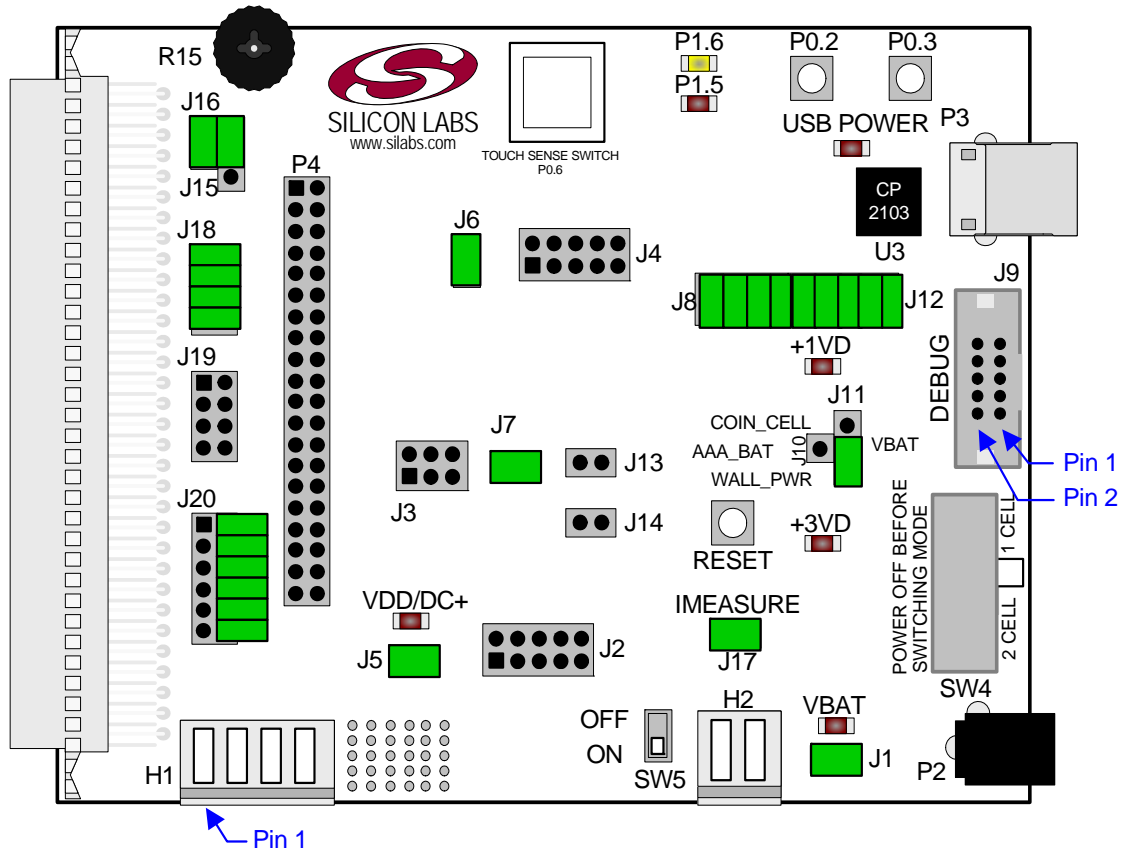 R15
SILICON LABS
www.silabs.com
TOUCH SENSE SWITCH
P0.6
P1.6
P1.5
P0.2
P0.3
USB POWER
P3
CP
2103
U3
J16
J15
P4
J18
J6
J4
J9
J8
J12
DEBUG
+1VD
J19
J11
COIN_CELL
AAA_BAT
J10
VBAT
WALL_PWR
Pin 1
Pin 2
J7
J13
J3
J14
J20
RESET
+3VD
POWER OFF BEFORE
SWITCHING MODE
2 CELL
1 CELL
SW4
VDD/DC+
J5
J2
IMEASURE
J17
H1
Pin 1
OFF
ON
SW5
H2
VBAT
J1
P2